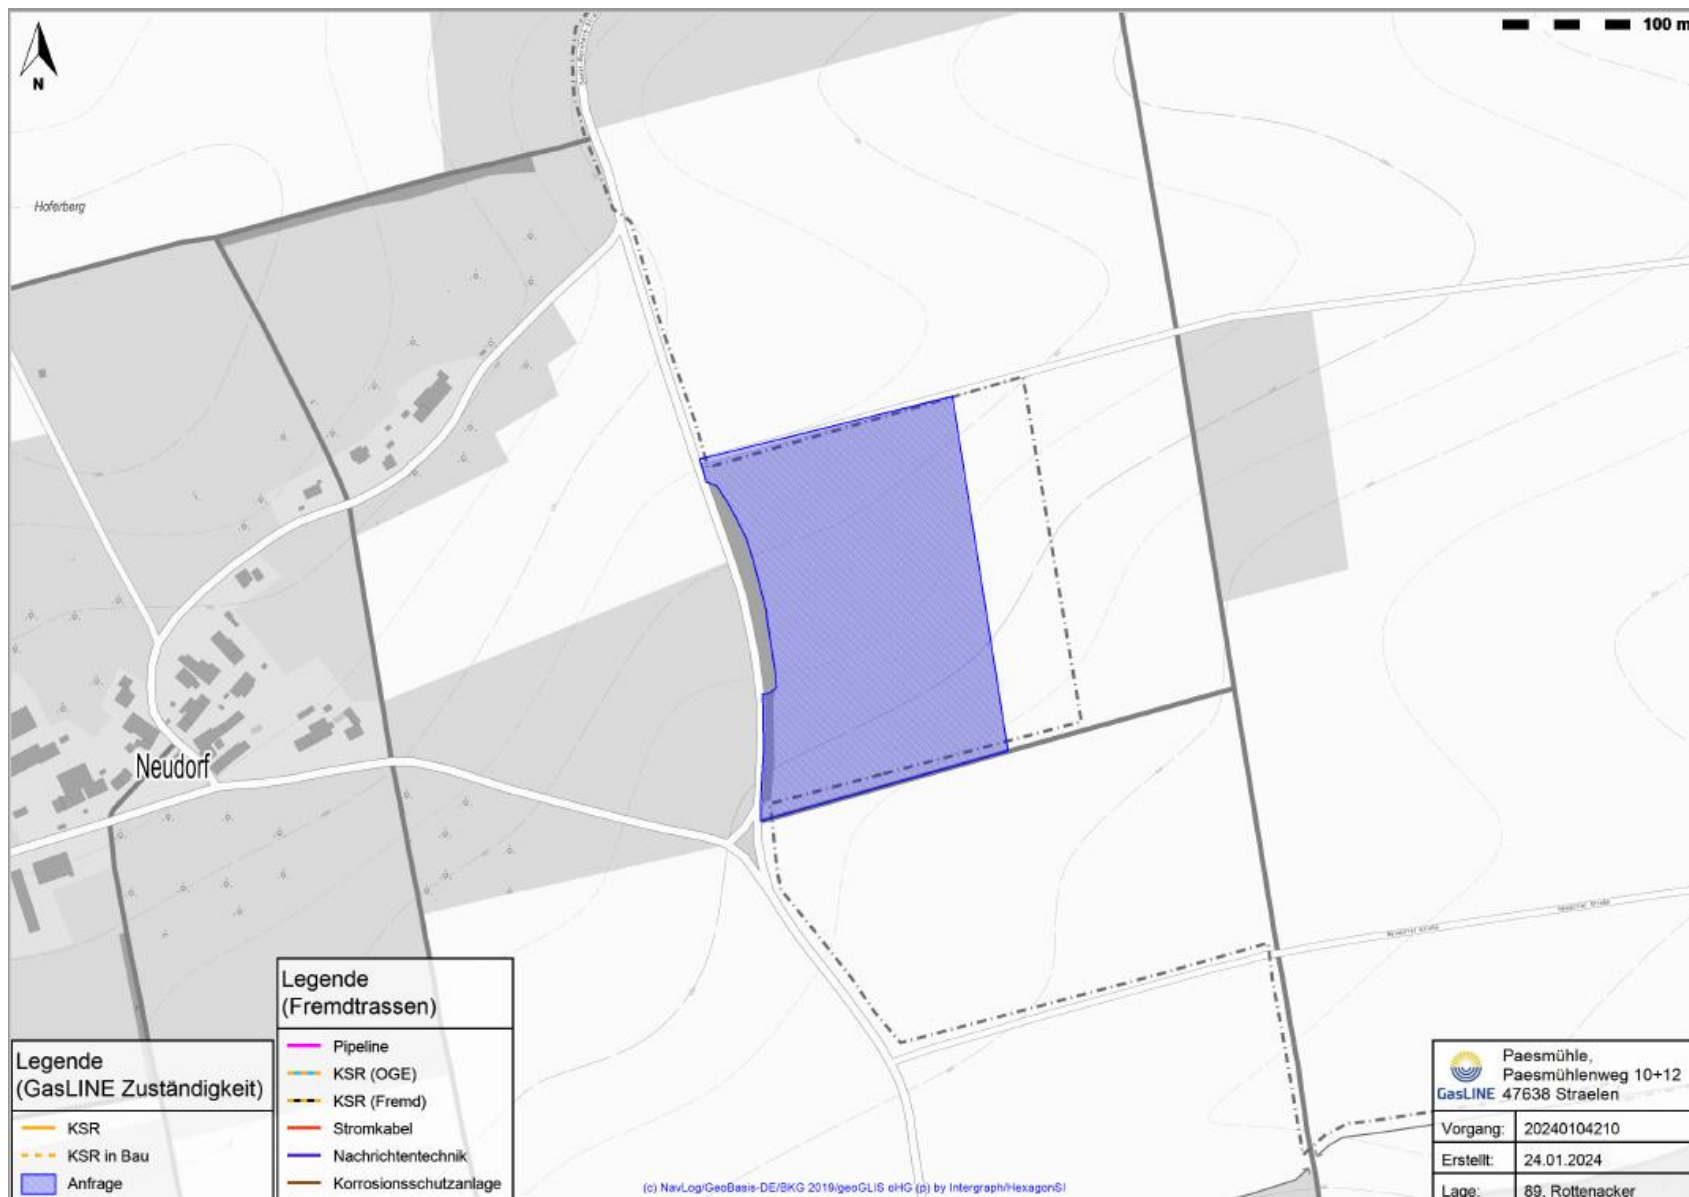 N
100 m
Hoferberg
Neudorf
Legende
(Fremdtrassen)
Pipeline
KSR (OGE)
KSR (Fremd)
Stromkabel
Nachrichtentechnik
Korrosionsschutzanlage
Legende
(GasLINE Zuständigkeit)
KSR
KSR in Bau
Anfrage
Paesmühle,
Paesmühlenweg 10+12
GasLINE 47638 Straelen
Vorgang: 20240104210
Erstellt: 24.01.2024
Lage: 89, Rottenacker
(c) NavLog/GeoBasis-DE/BKG 2019/geoGLIS oHG (p) by Intergraph/HexagonSI